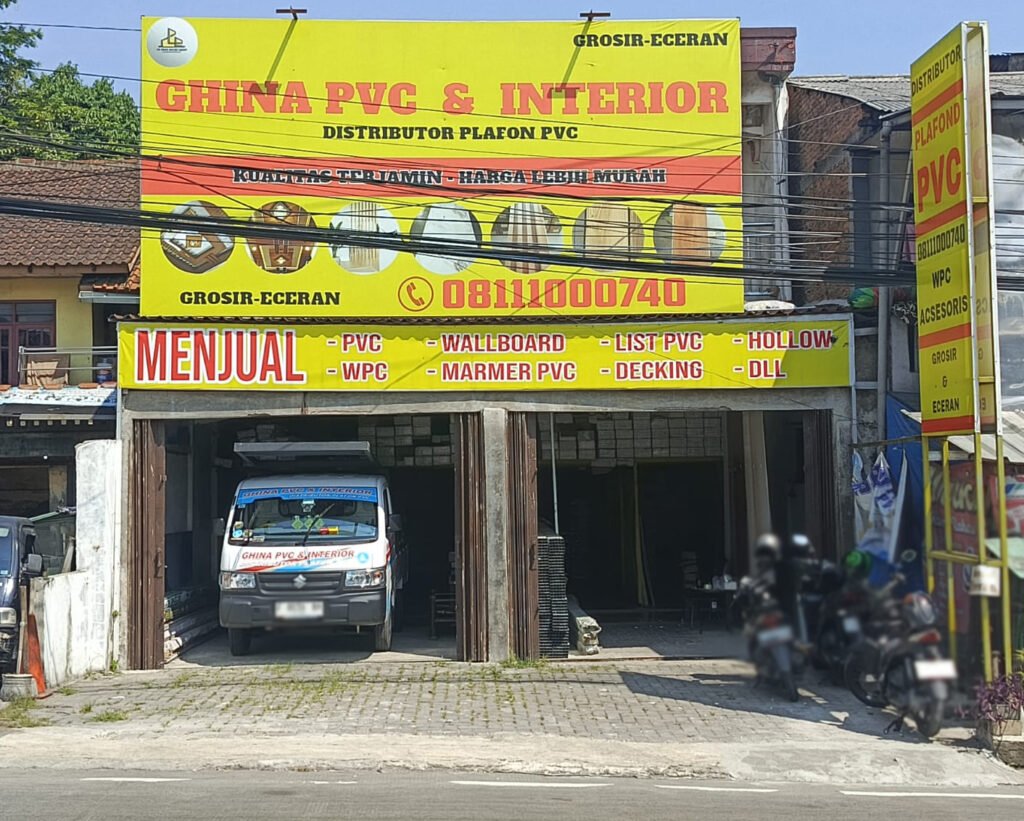 GROSIR-ECERAN
GHINA PVC & INTERIOR
DISTRIBUTOR PLAFON PVC
KUALITAS TERJAMIN - HARGA LEBIH MURAH
GROSIR-ECERAN
08111000740
MENJUAL
- PVC
- WALLBOARD
- LIST PVC
- HOLLOW
- WPC
- MARMER PVC
- DECKING
- DLL
DISTRIBUTOR
PLAFOND
PVC
08111000740
WPC
ACSESORIS
GROSIR
&
ECERAN
GHINA PVC & INTERIOR
GHINA PVC & INTERIOR